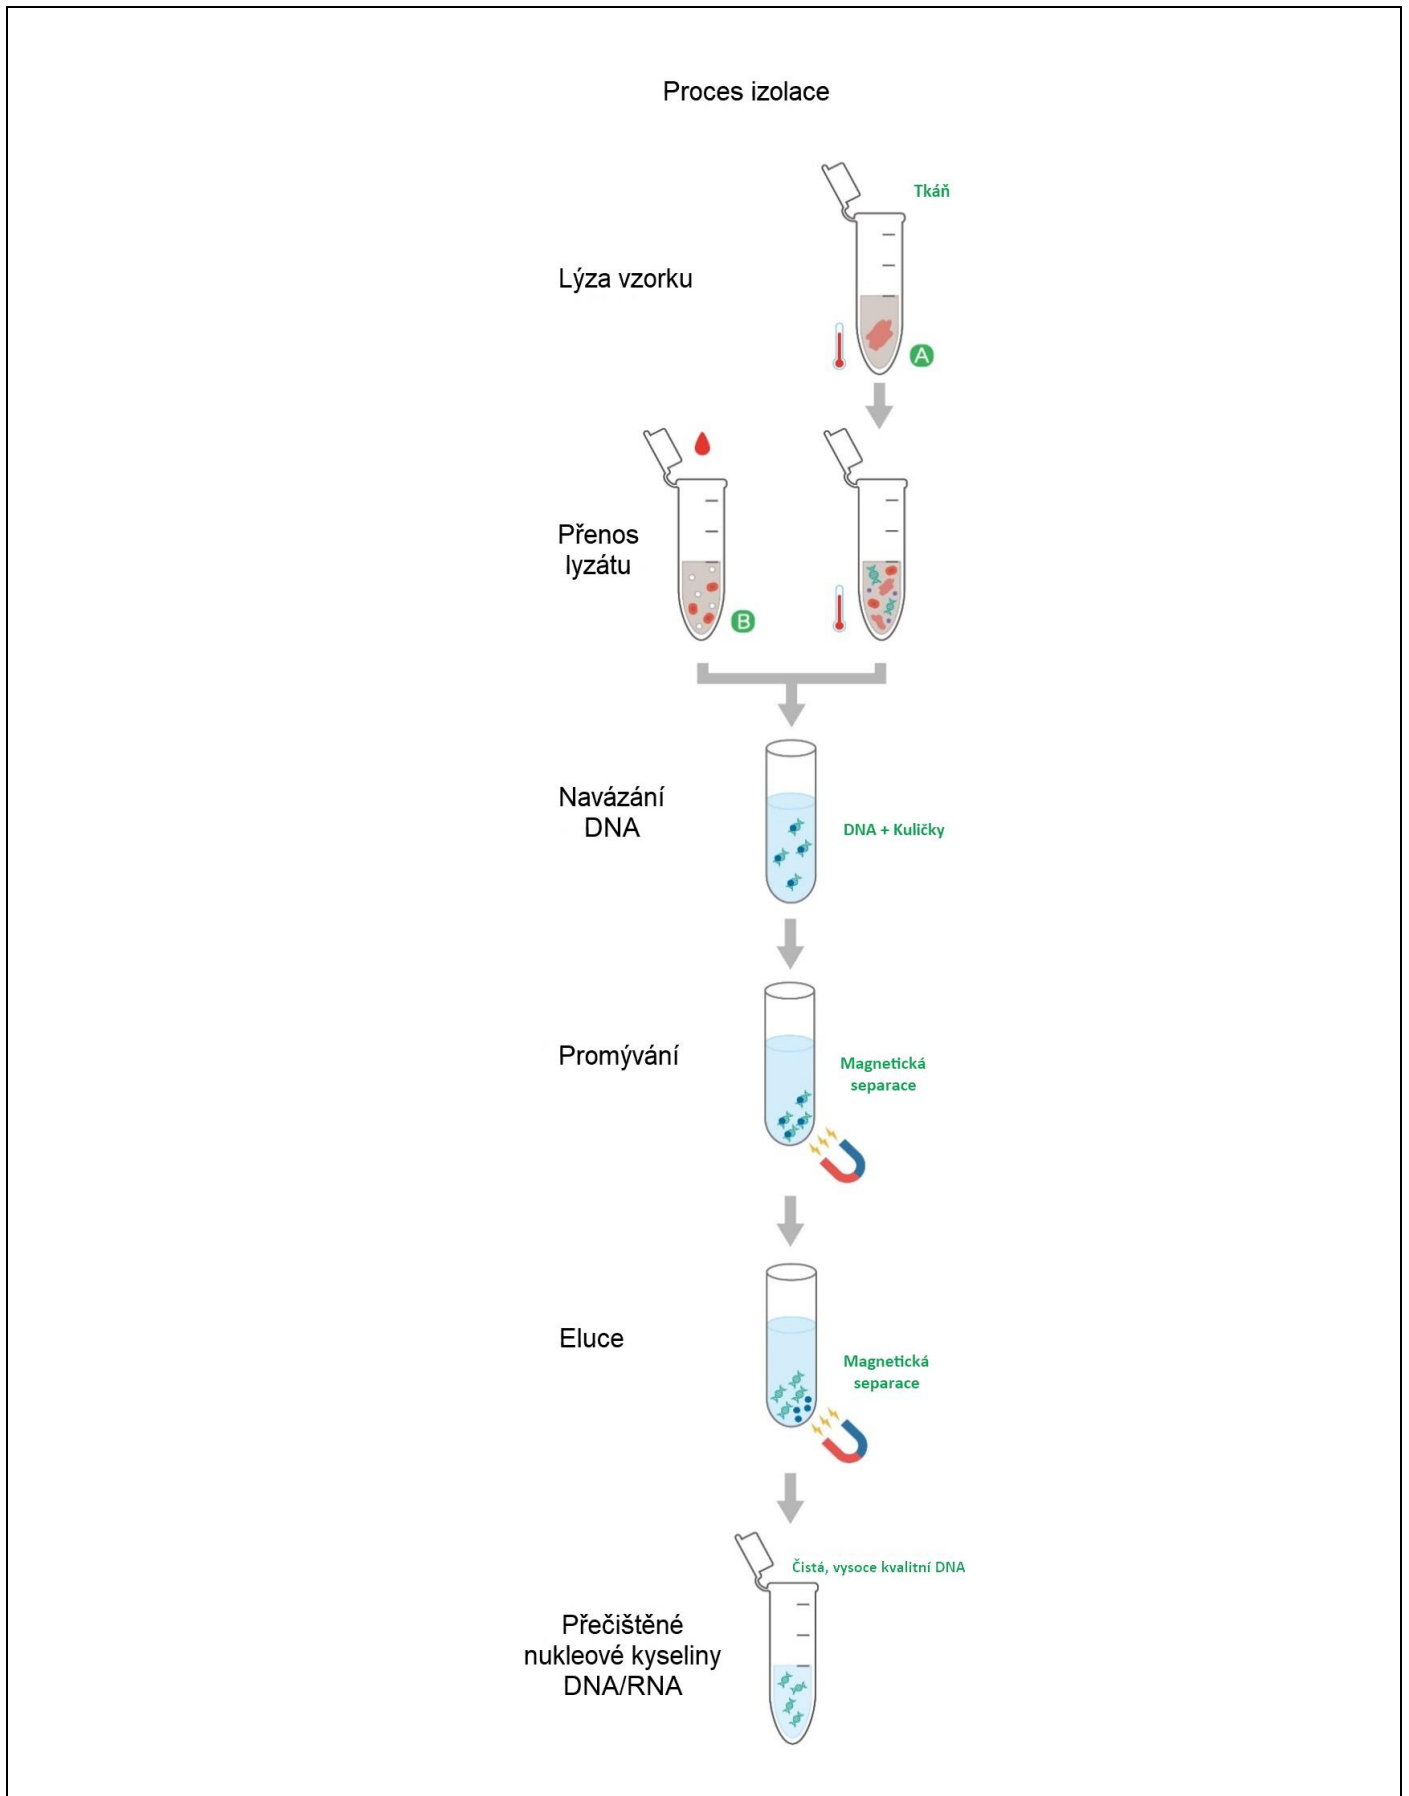 Proces izolace
Tkáň
Lýza vzorku
A
Přenos
lyzátu
B
Navázání
DNA
DNA + Kuličky
Promývání
Magnetická
separace
Eluce
Magnetická
separace
Čistá, vysoce kvalitní DNA
Přečištěné
nukleové kyseliny
DNA/RNA